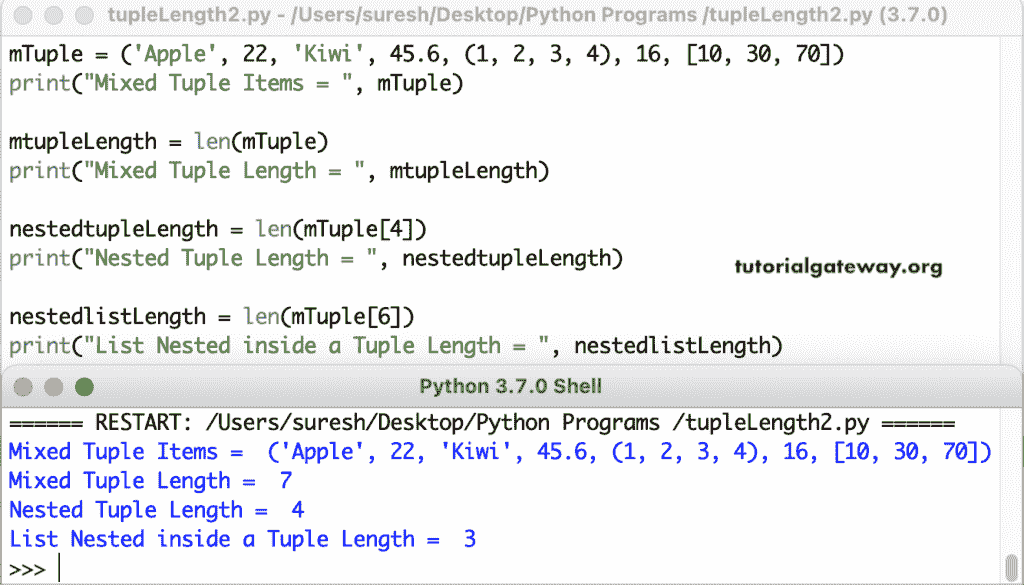 tupleLength2.py - /Users/suresh/Desktop/Python Programs /tupleLength2.py (3.7.0)
mTuple = ('Apple', 22, 'Kiwi', 45.6, (1, 2, 3, 4), 16, [10, 30, 70])
print("Mixed Tuple Items = ", mTuple)
mtupleLength = len(mTuple)
print("Mixed Tuple Length = ", mtupleLength)
nestedtupleLength = len(mTuple[4])
print("Nested Tuple Length = ", nestedtupleLength)
tutorialgateway.org
nestedlistLength = len(mTuple[6])
print("List Nested inside a Tuple Length = ", nestedlistLength)
Python 3.7.0 Shell
====== RESTART: /Users/suresh/Desktop/Python Programs /tupleLength2.py ======
Mixed Tuple Items =  ('Apple', 22, 'Kiwi', 45.6, (1, 2, 3, 4), 16, [10, 30, 70])
Mixed Tuple Length =  7
Nested Tuple Length =  4
List Nested inside a Tuple Length =  3
>>>